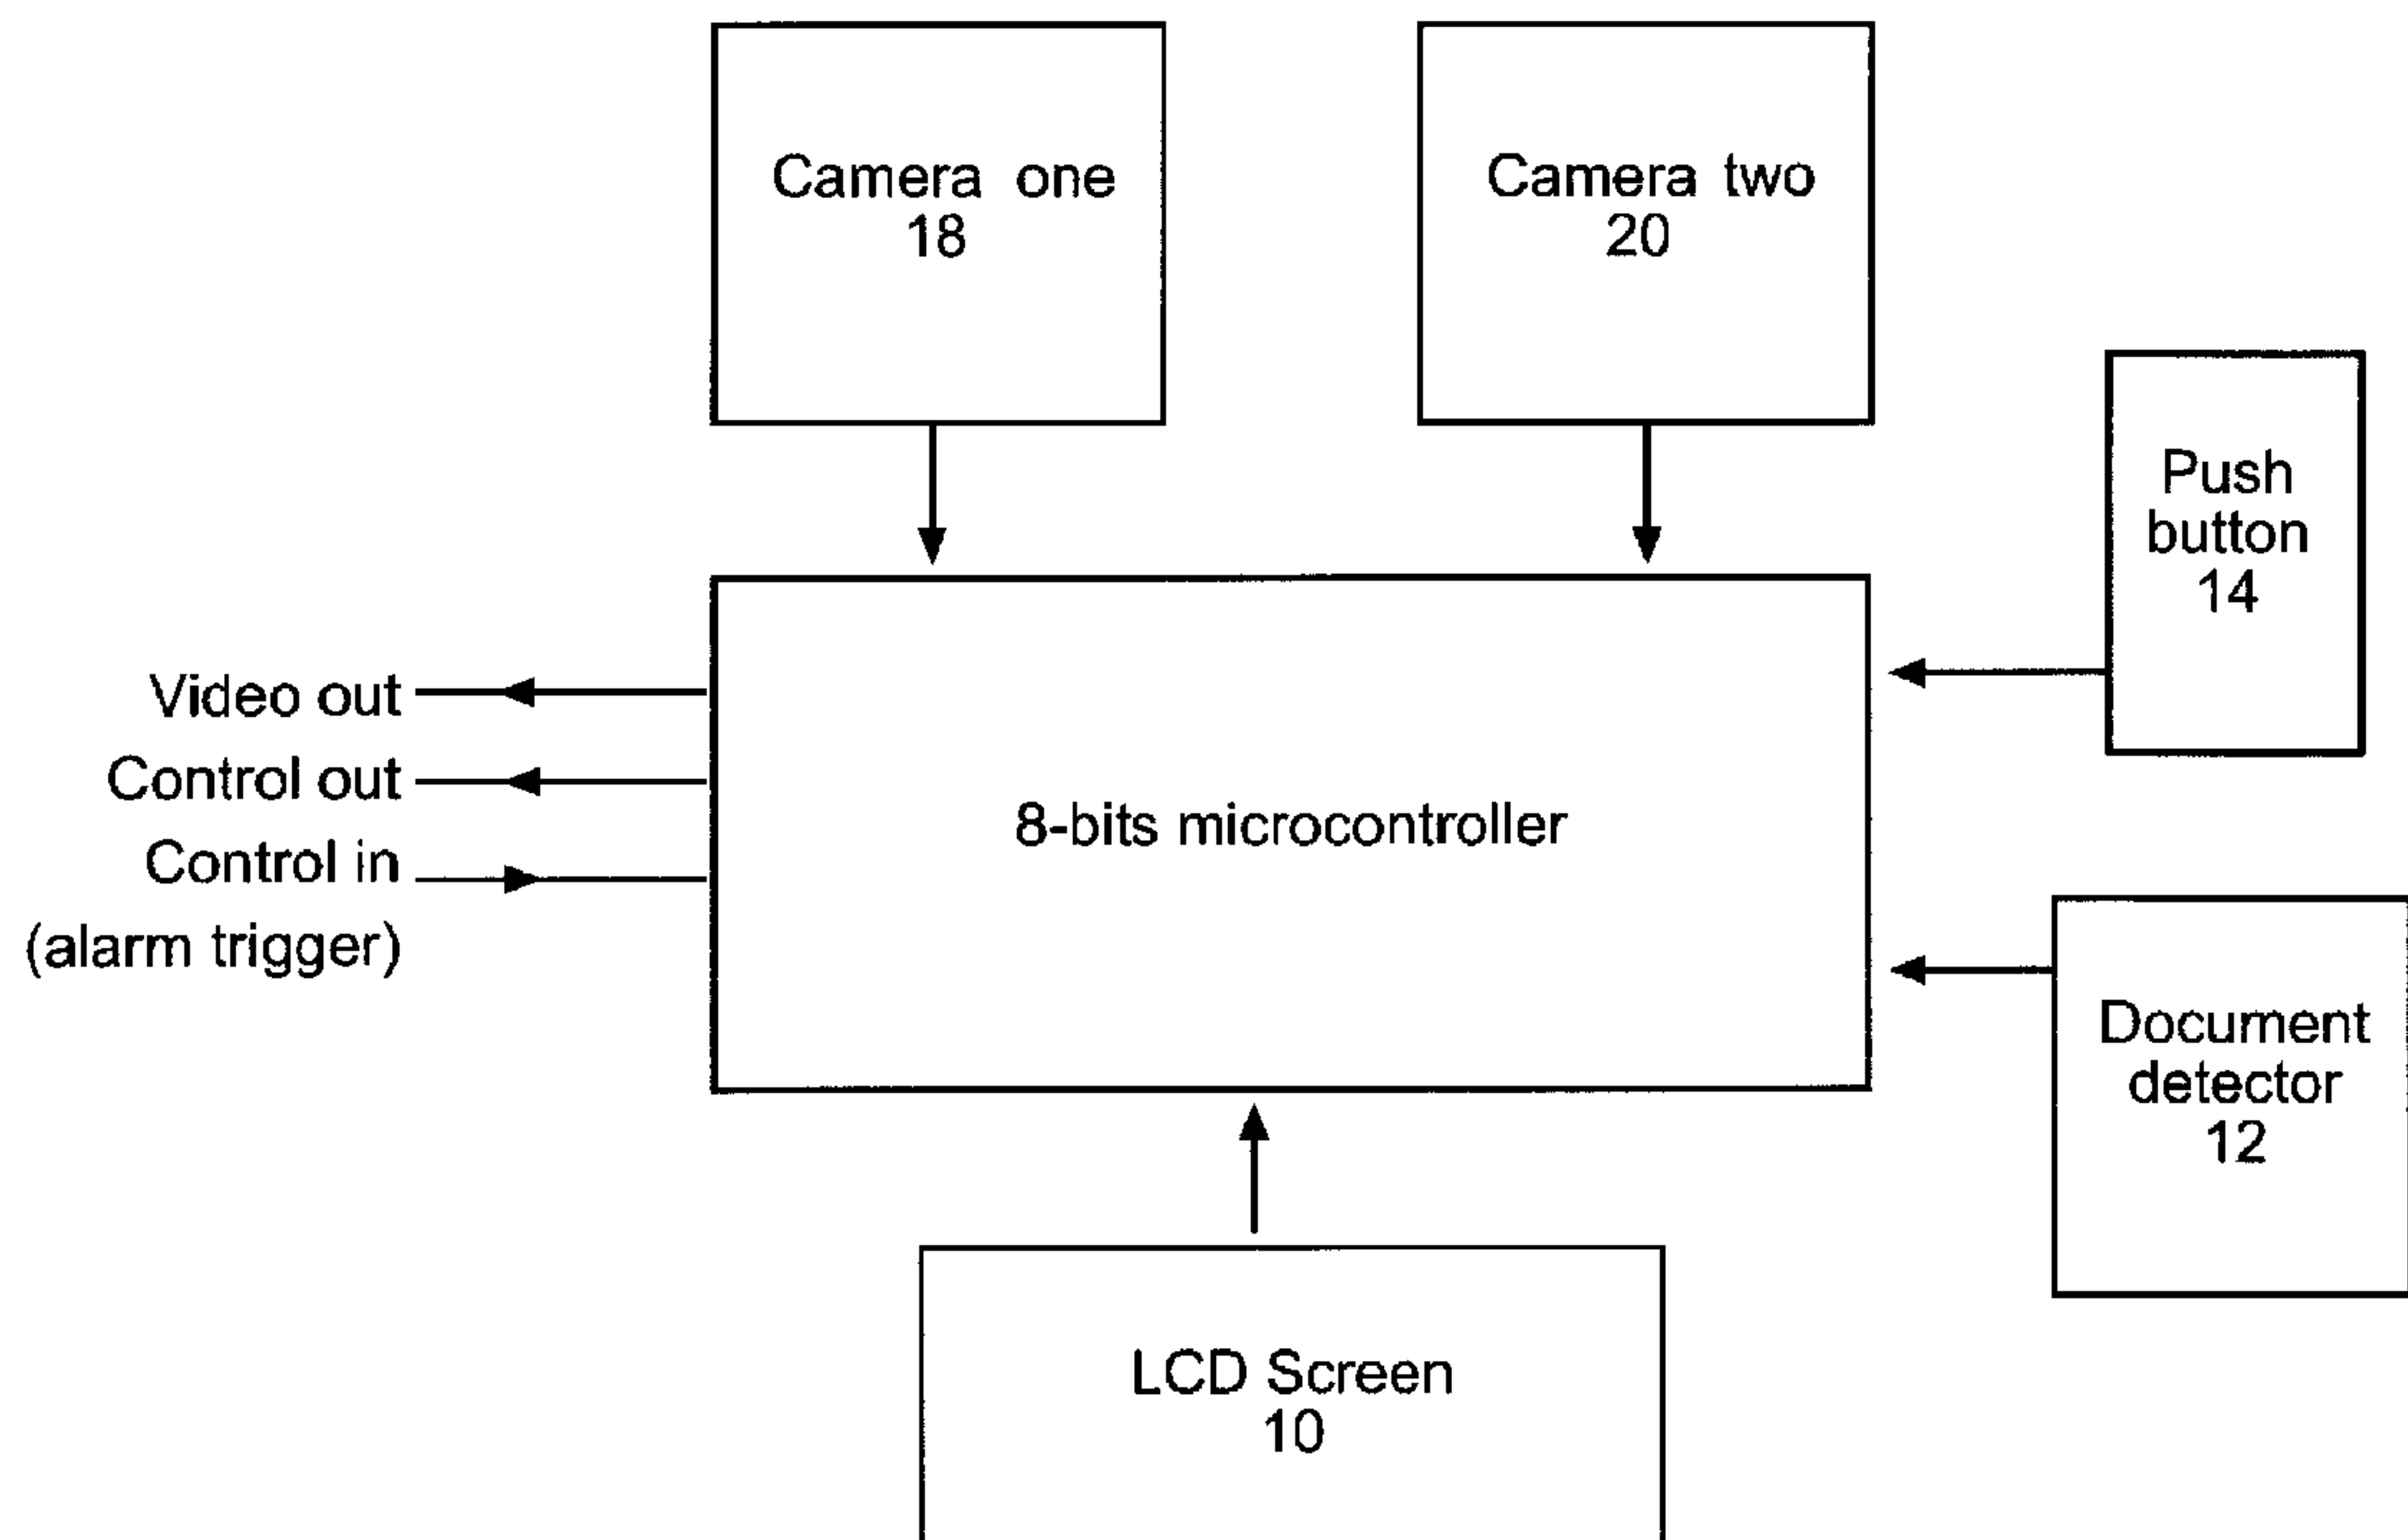 Camera one
18
Camera two
20
Push
button
14
Video out
Control out
Control in
(alarm trigger)
8-bits microcontroller
Document
detector
12
LCD Screen
10